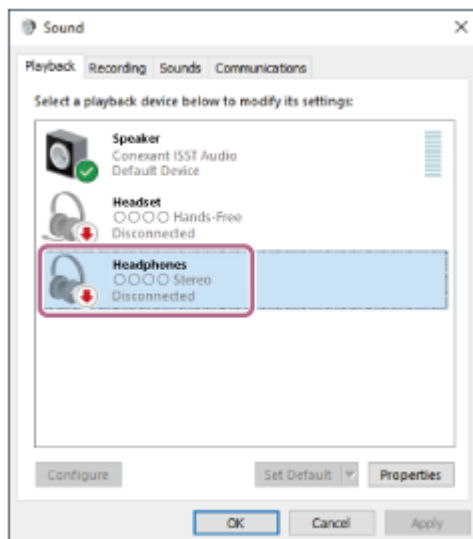 Sound
Playback Recording Sounds Communications
Select a playback device below to modify its settings:
Speaker
Conexant ISST Audio
Default Device
Headset
○○○○ Hands-Free
Disconnected
Headphones
○○○○ Stereo
Disconnected
Configure Set Default Properties
OK Cancel Apply